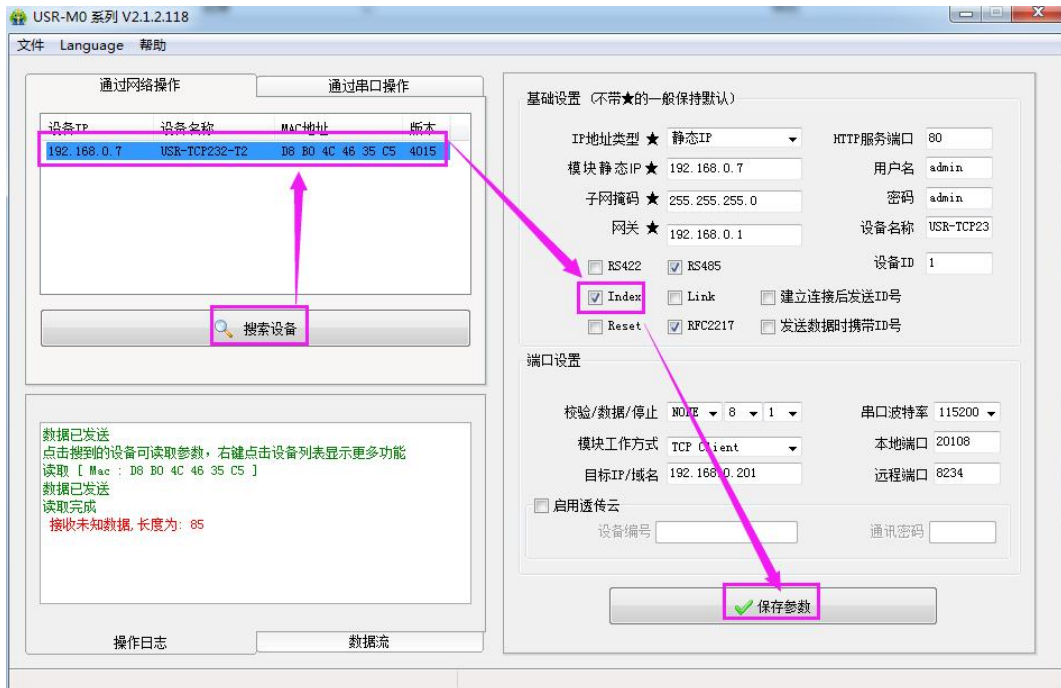 USR-M0 系列 V2.1.2.118
文件 Language 帮助
通过网络操作 通过串口操作
设备IP 设备名称 MAC地址 版本
192.168.0.7 USR-TCP232-T2 D8 B0 4C 46 35 C5 4015
搜索设备
数据已发送
点击搜到的设备可读取参数，右键点击设备列表显示更多功能
读取 [ Mac : D8 B0 4C 46 35 C5 ]
数据已发送
读取完成
接收未知数据,长度为: 85
操作日志 数据流
基础设置（不带★的一般保持默认）
IP地址类型 ★ 静态IP HTTP服务端口 80
模块静态IP★ 192.168.0.7 用户名 admin
子网掩码 ★ 255.255.255.0 密码 admin
网关 ★ 192.168.0.1 设备名称 USR-TCP23
RS422 RS485 设备ID 1
Index Link 建立连接后发送ID号
Reset RFC2217 发送数据时携带ID号
端口设置
校验/数据/停止 NONE 8 1 串口波特率 115200
模块工作方式 TCP Client 本地端口 20108
目标IP/域名 192.168.0.201 远程端口 8234
启用透传云
设备编号 通讯密码
保存参数